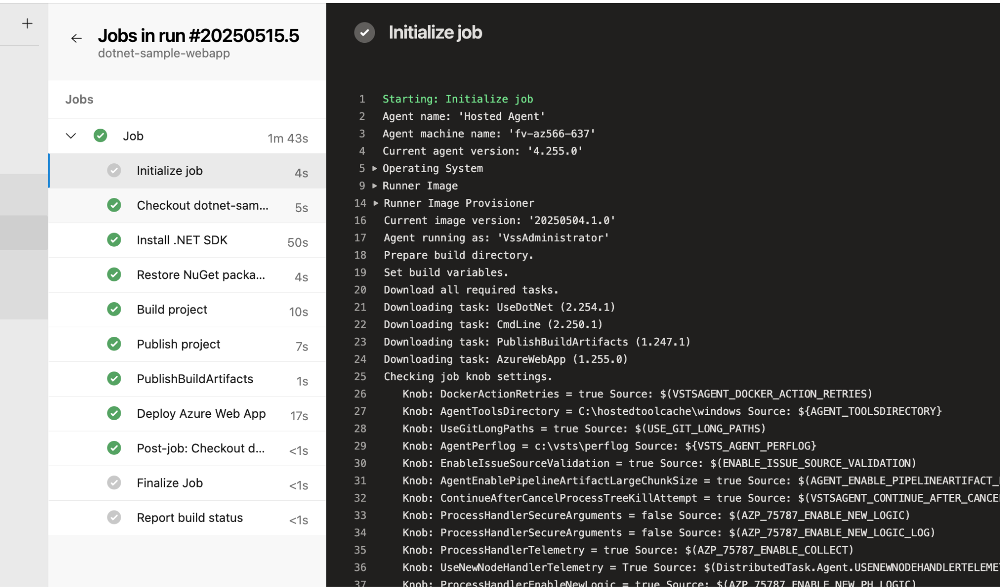 Jobs in run #20250515.5
dotnet-sample-webapp
Jobs
Job 1m 43s
Initialize job 4s
Checkout dotnet-sam... 5s
Install .NET SDK 50s
Restore NuGet packa... 4s
Build project 10s
Publish project 7s
PublishBuildArtifacts 1s
Deploy Azure Web App 17s
Post-job: Checkout d... <1s
Finalize Job <1s
Report build status <1s
Initialize job
1 Starting: Initialize job
2 Agent name: 'Hosted Agent'
3 Agent machine name: 'fv-az566-637'
4 Current agent version: '4.255.0'
5 Operating System
9 Runner Image
14 Runner Image Provisioner
16 Current image version: '20250504.1.0'
17 Agent running as: 'VssAdministrator'
18 Prepare build directory.
19 Set build variables.
20 Download all required tasks.
21 Downloading task: UseDotNet (2.254.1)
22 Downloading task: CmdLine (2.250.1)
23 Downloading task: PublishBuildArtifacts (1.247.1)
24 Downloading task: AzureWebApp (1.255.0)
25 Checking job knob settings.
26 Knob: DockerActionRetries = true Source: $(VSTSAGENT_DOCKER_ACTION_RETRIES)
27 Knob: AgentToolsDirectory = C:\hostedtoolcache\windows Source: ${AGENT_TOOLSDIRECTORY}
28 Knob: UseGitLongPaths = true Source: $(USE_GIT_LONG_PATHS)
29 Knob: AgentPerflog = c:\vsts\perflog Source: ${VSTS_AGENT_PERFLOG}
30 Knob: EnableIssueSourceValidation = true Source: $(ENABLE_ISSUE_SOURCE_VALIDATION)
31 Knob: AgentEnablePipelineArtifactLargeChunkSize = true Source: $(AGENT_ENABLE_PIPELINEARTIFACT_
32 Knob: ContinueAfterCancelProcessTreeKillAttempt = true Source: $(VSTSAGENT_CONTINUE_AFTER_CANCE
33 Knob: ProcessHandlerSecureArguments = false Source: $(AZP_75787_ENABLE_NEW_LOGIC)
34 Knob: ProcessHandlerSecureArguments = false Source: $(AZP_75787_ENABLE_NEW_LOGIC_LOG)
35 Knob: ProcessHandlerTelemetry = true Source: $(AZP_75787_ENABLE_COLLECT)
36 Knob: UseNewNodeHandlerTelemetry = True Source: $(DistributedTask.Agent.USENEWNODEHANDLERTELEME
37 Knob: ProcessHandlerEnableNewLogic = true Source: $(AZP_75787_ENABLE_NEW_PH_LOGIC)